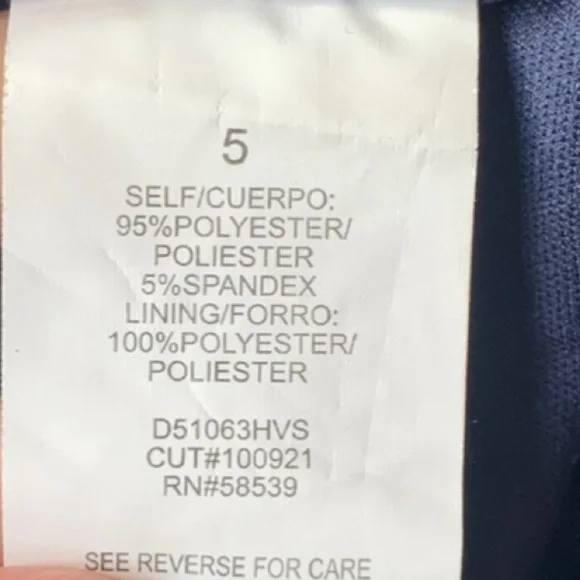 5
SELF/CUERPO:
95%POLYESTER/
POLIESTER
5%SPANDEX
LINING/FORRO:
100%POLYESTER/
POLIESTER
D51063HVS
CUT#100921
RN#58539
SEE REVERSE FOR CARE